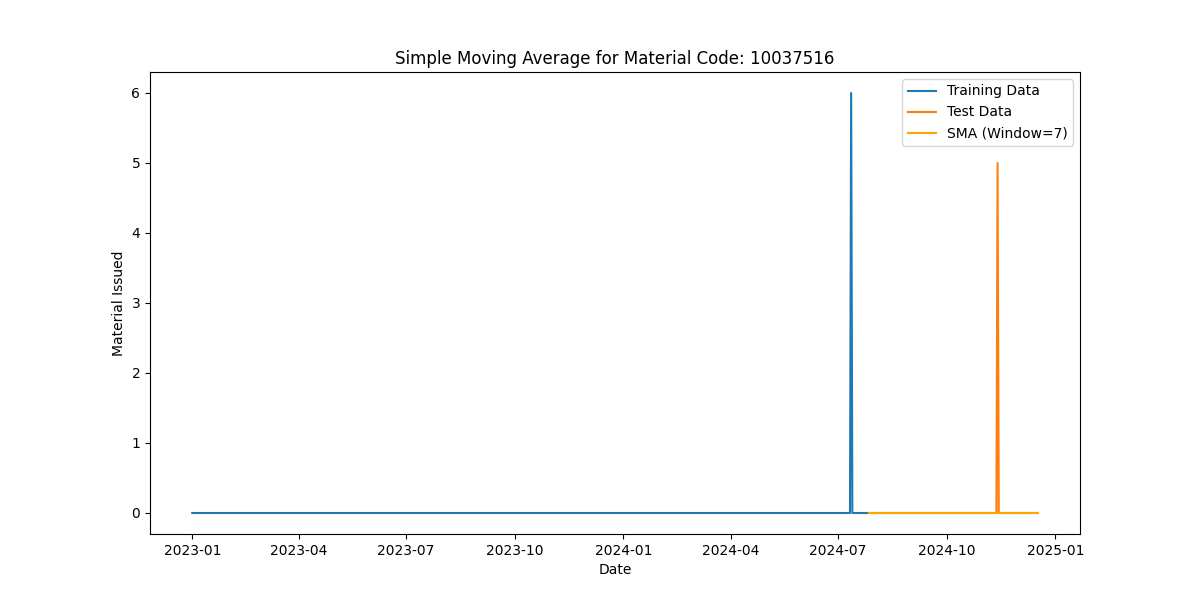 Simple Moving Average for Material Code: 10037516
Training Data
Test Data
SMA (Window=7)
Material Issued
6
5
4
3
2
1
0
2023-01 2023-04 2023-07 2023-10 2024-01 2024-04 2024-07 2024-10 2025-01
Date